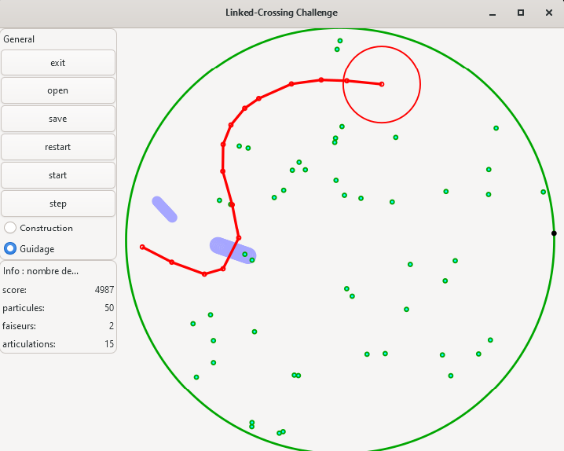 Linked-Crossing Challenge
General
exit
open
save
restart
start
step
Construction
Guidage
Info : nombre de...
score: 4987
particules: 50
faiseurs: 2
articulations: 15